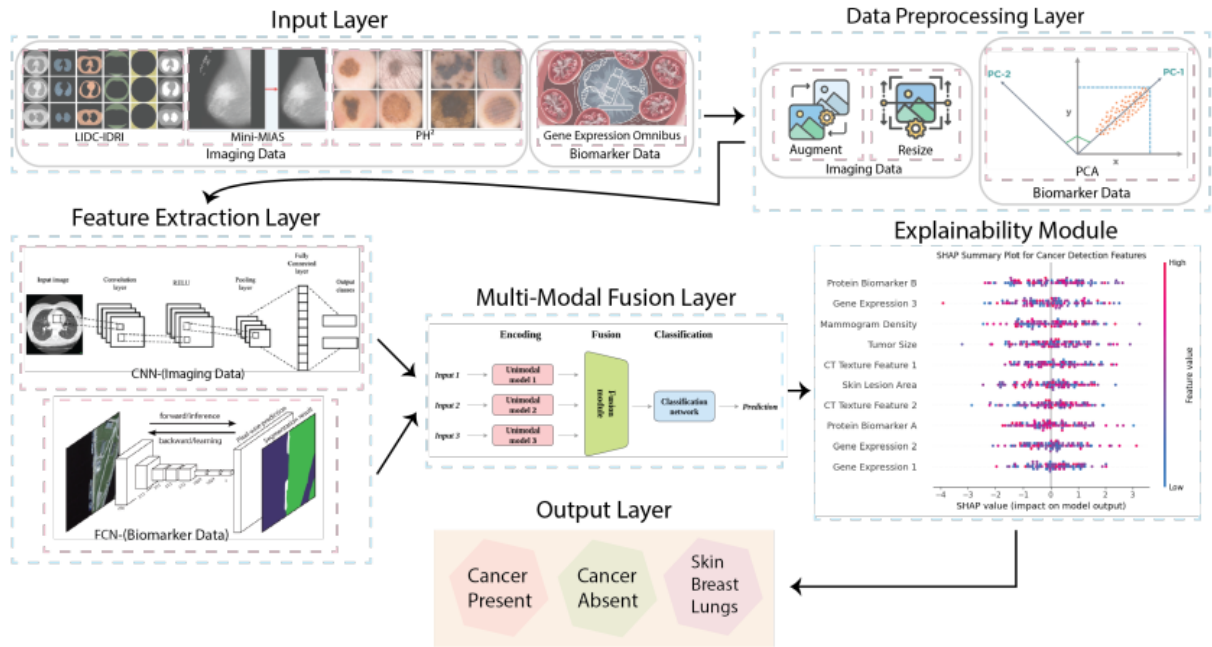 Input Layer
LIDC-IDRI
Mini-MIAS
PH²
Imaging Data
Gene Expression Omnibus
Biomarker Data
Data Preprocessing Layer
Augment
Resize
Imaging Data
PC-2
PC-1
y
x
PCA
Biomarker Data
Feature Extraction Layer
Input image
Convolution
layer
RELU
Pooling
layer
Fully
Connected
layer
Output
classes
CNN-(Imaging Data)
forward/inference
backward/learning
Pixel-wise prediction
Segmentation result
FCN-(Biomarker Data)
Multi-Modal Fusion Layer
Encoding
Fusion
Classification
Input 1
Unimodal
model 1
Input 2
Unimodal
model 2
Input 3
Unimodal
model 3
Fusion
module
Classification
network
Prediction
Explainability Module
SHAP Summary Plot for Cancer Detection Features
High
Protein Biomarker B
Gene Expression 3
Mammogram Density
Tumor Size
CT Texture Feature 1
Skin Lesion Area
CT Texture Feature 2
Protein Biomarker A
Gene Expression 2
Gene Expression 1
Feature value
Low
−4 −3 −2 −1 0 1 2 3
SHAP value (impact on model output)
Output Layer
Cancer
Present
Cancer
Absent
Skin
Breast
Lungs